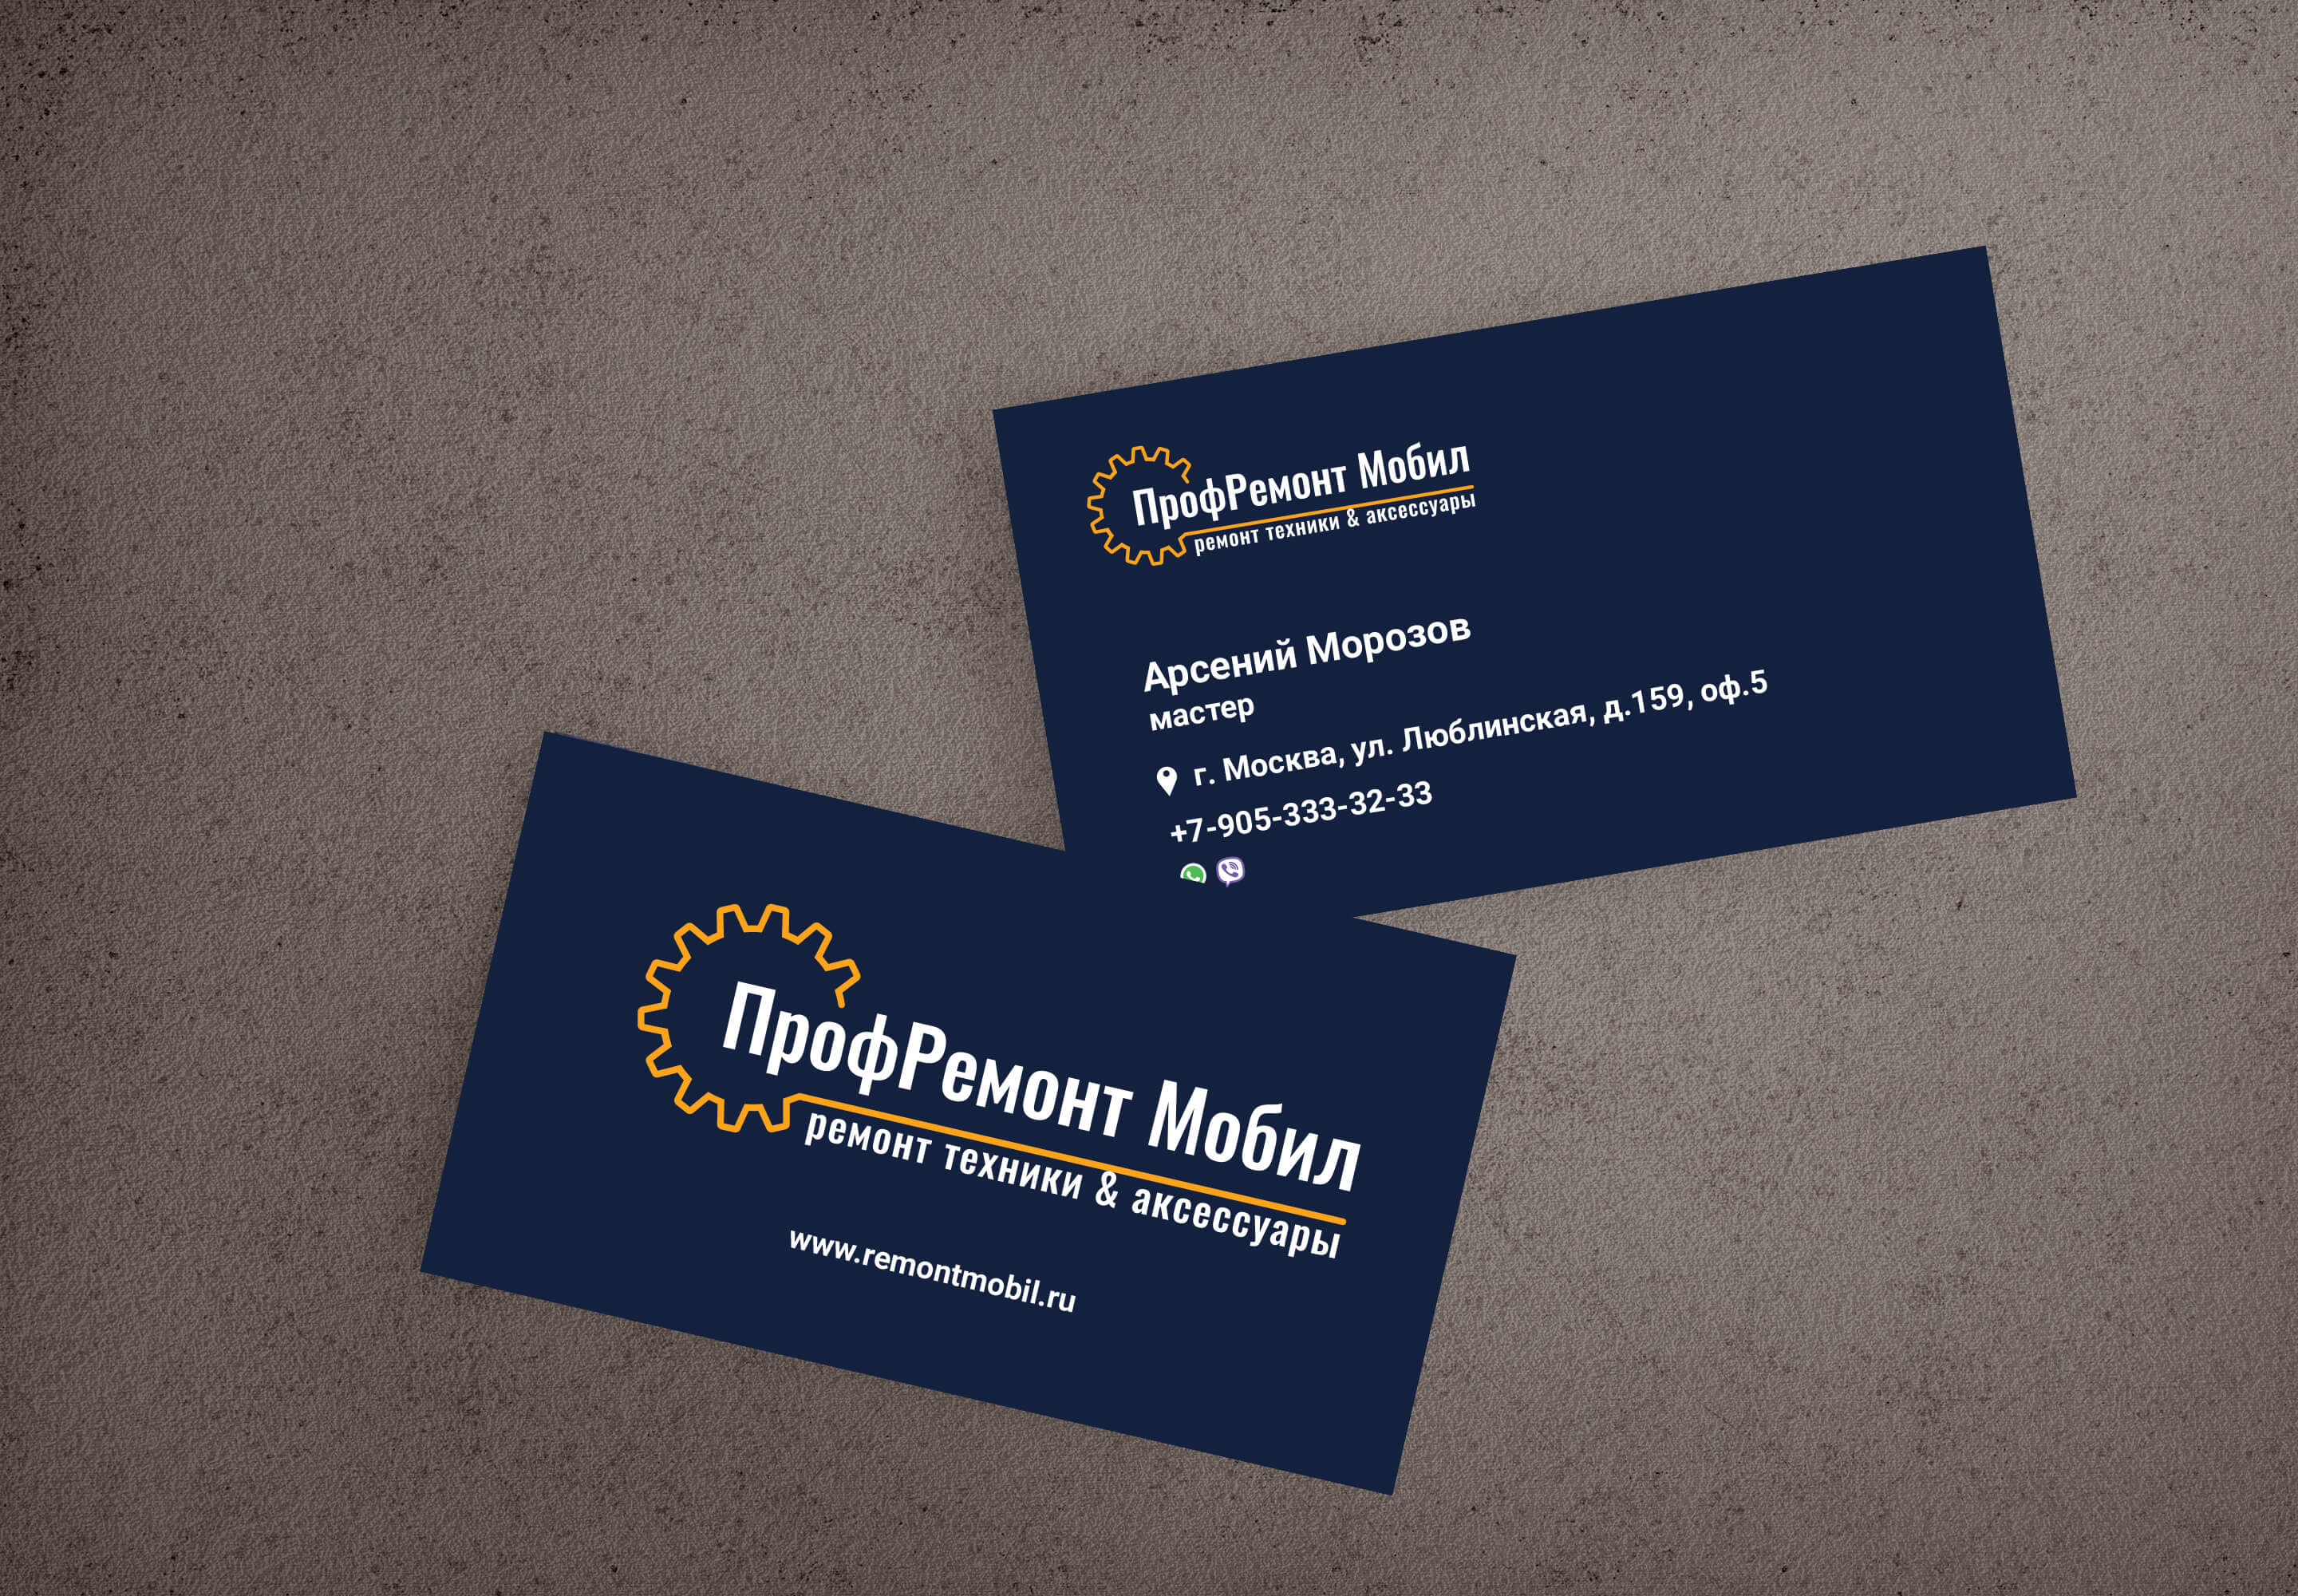 ПрофРемонт Мобил
ремонт техники & аксессуары
Арсений Морозов
мастер
г. Москва, ул. Люблинская, д.159, оф.5
+7-905-333-32-33
ПрофРемонт Мобил
ремонт техники & аксессуары
www.remontmobil.ru